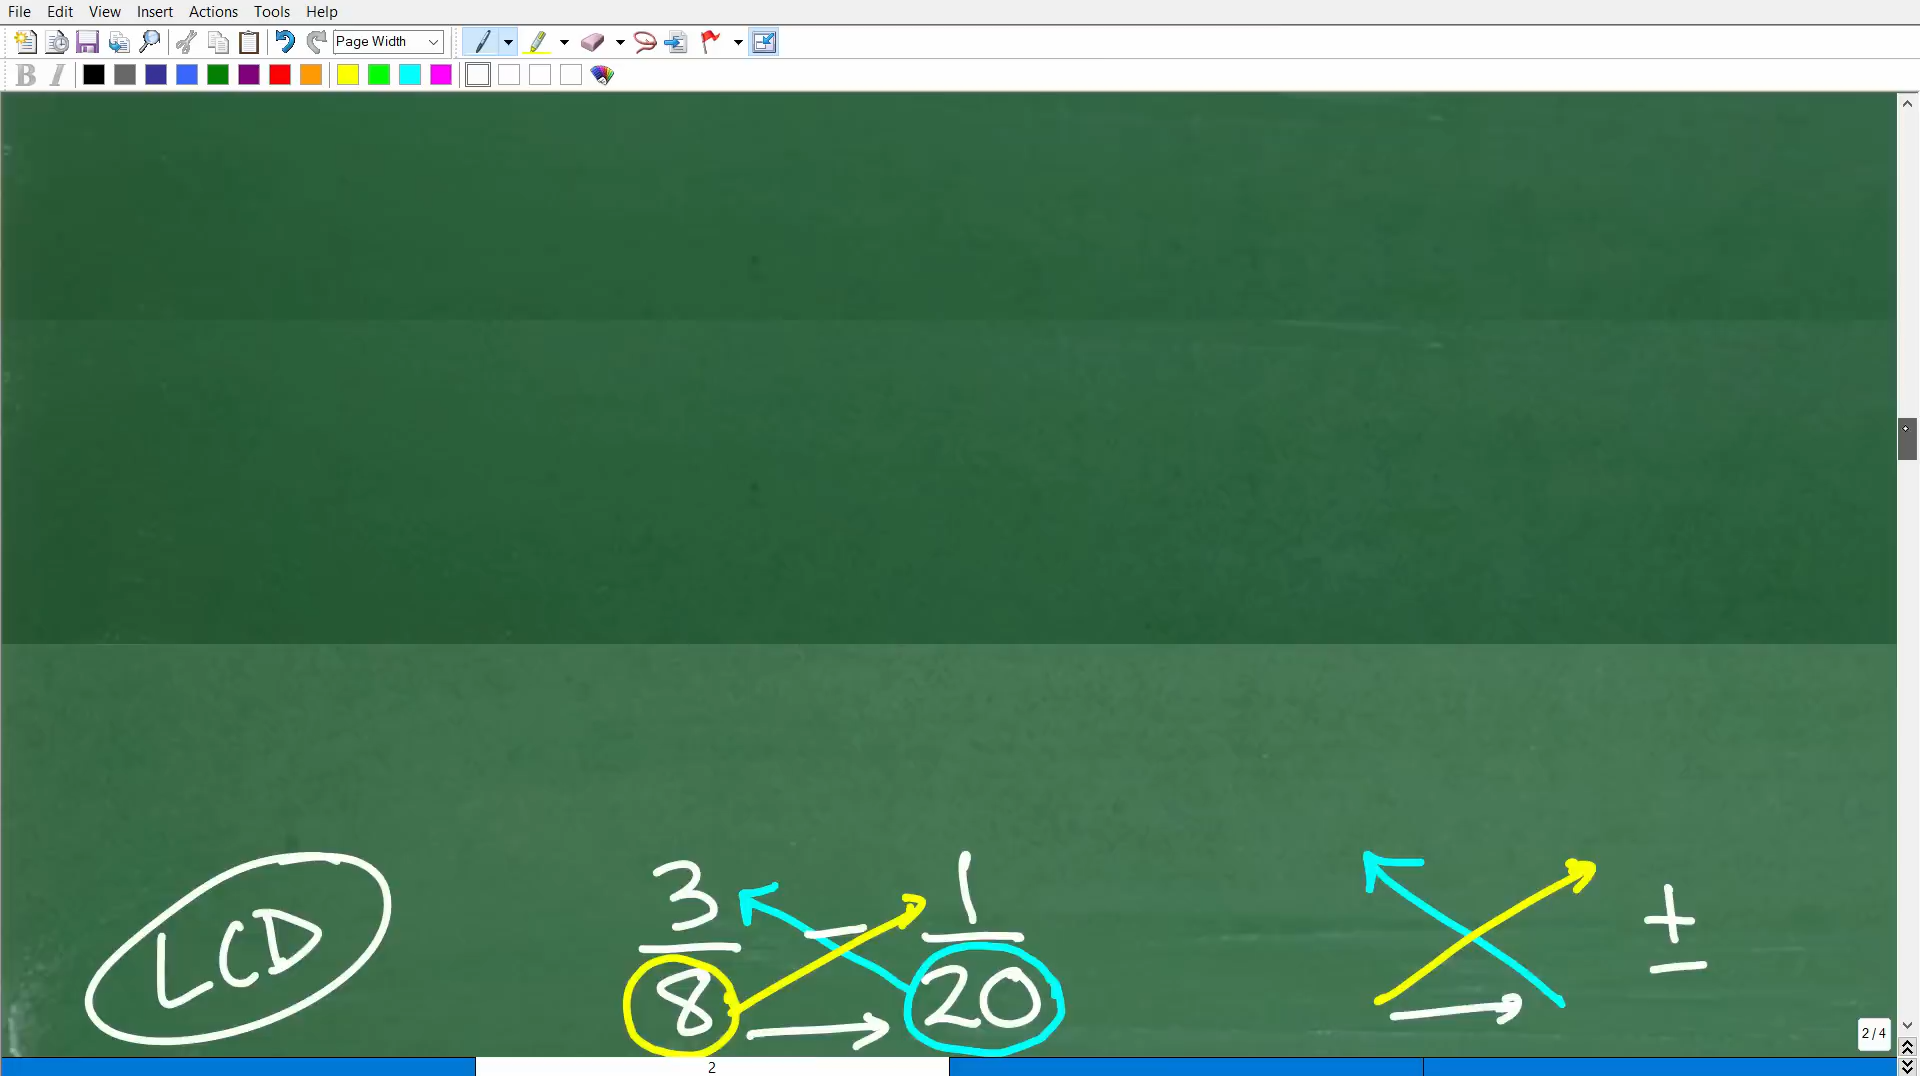 File Edit View Insert Actions Tools Help
Page Width
B I
LCD
3 1
— 
8 20
+
−
2 / 4
2